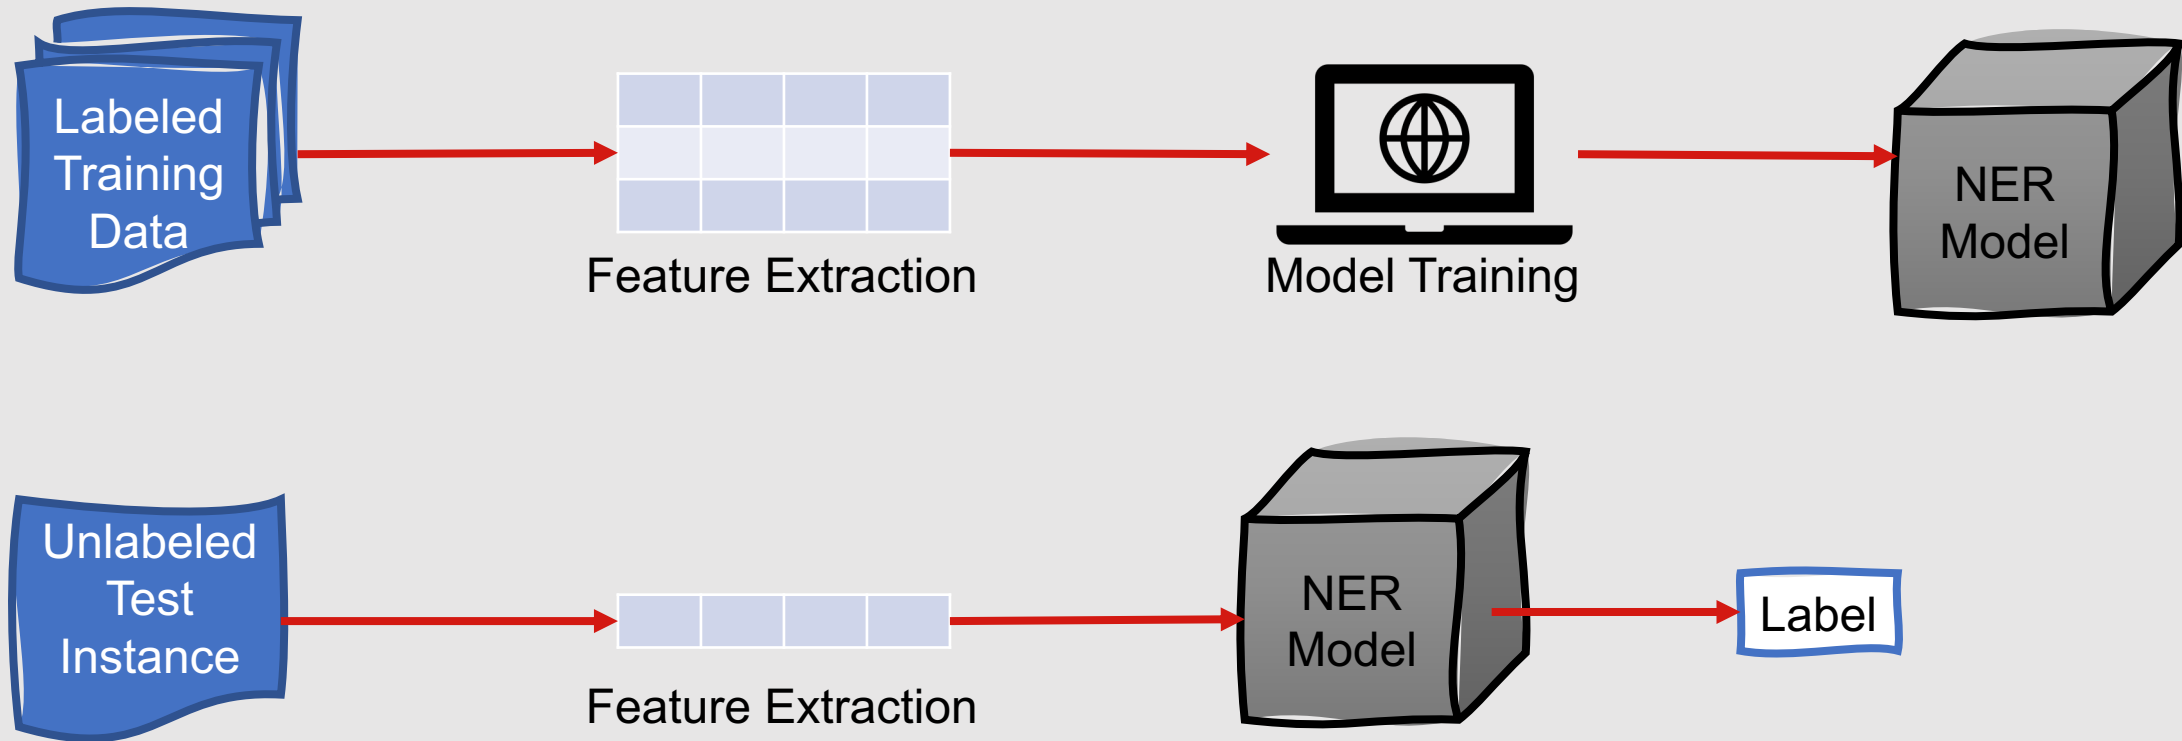 Labeled
Training
Data
Feature Extraction
Model Training
NER
Model
Unlabeled
Test
Instance
Feature Extraction
NER
Model
Label